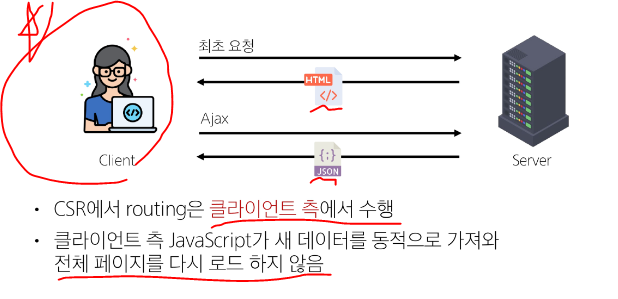 최초 요청
HTML
</>
Ajax
{;}
JSON
</>
Client
Server
• CSR에서 routing은 클라이언트 측에서 수행
• 클라이언트 측 JavaScript가 새 데이터를 동적으로 가져와
전체 페이지를 다시 로드 하지 않음